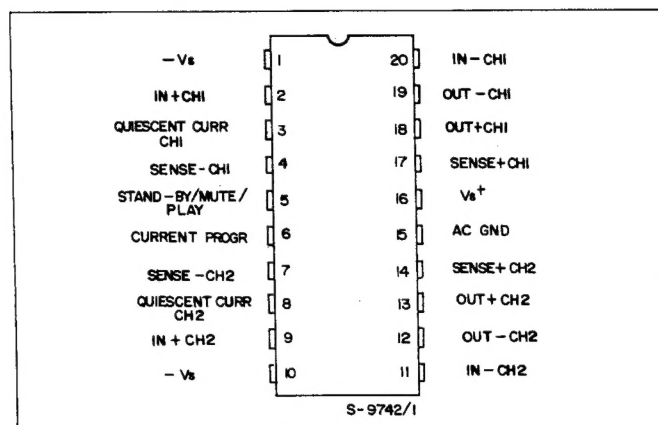 -Vs 1 20 IN-CH1
IN+CH1 2 19 OUT-CH1
QUIESCENT CURR
CH1 3 18 OUT+CH1
SENSE-CH1 4 17 SENSE+CH1
STAND-BY/MUTE/
PLAY 5 16 Vs+
CURRENT PROGR 6 15 AC GND
SENSE-CH2 7 14 SENSE+CH2
QUIESCENT CURR
CH2 8 13 OUT+CH2
IN+CH2 9 12 OUT-CH2
-Vs 10 11 IN-CH2
S-9742/1